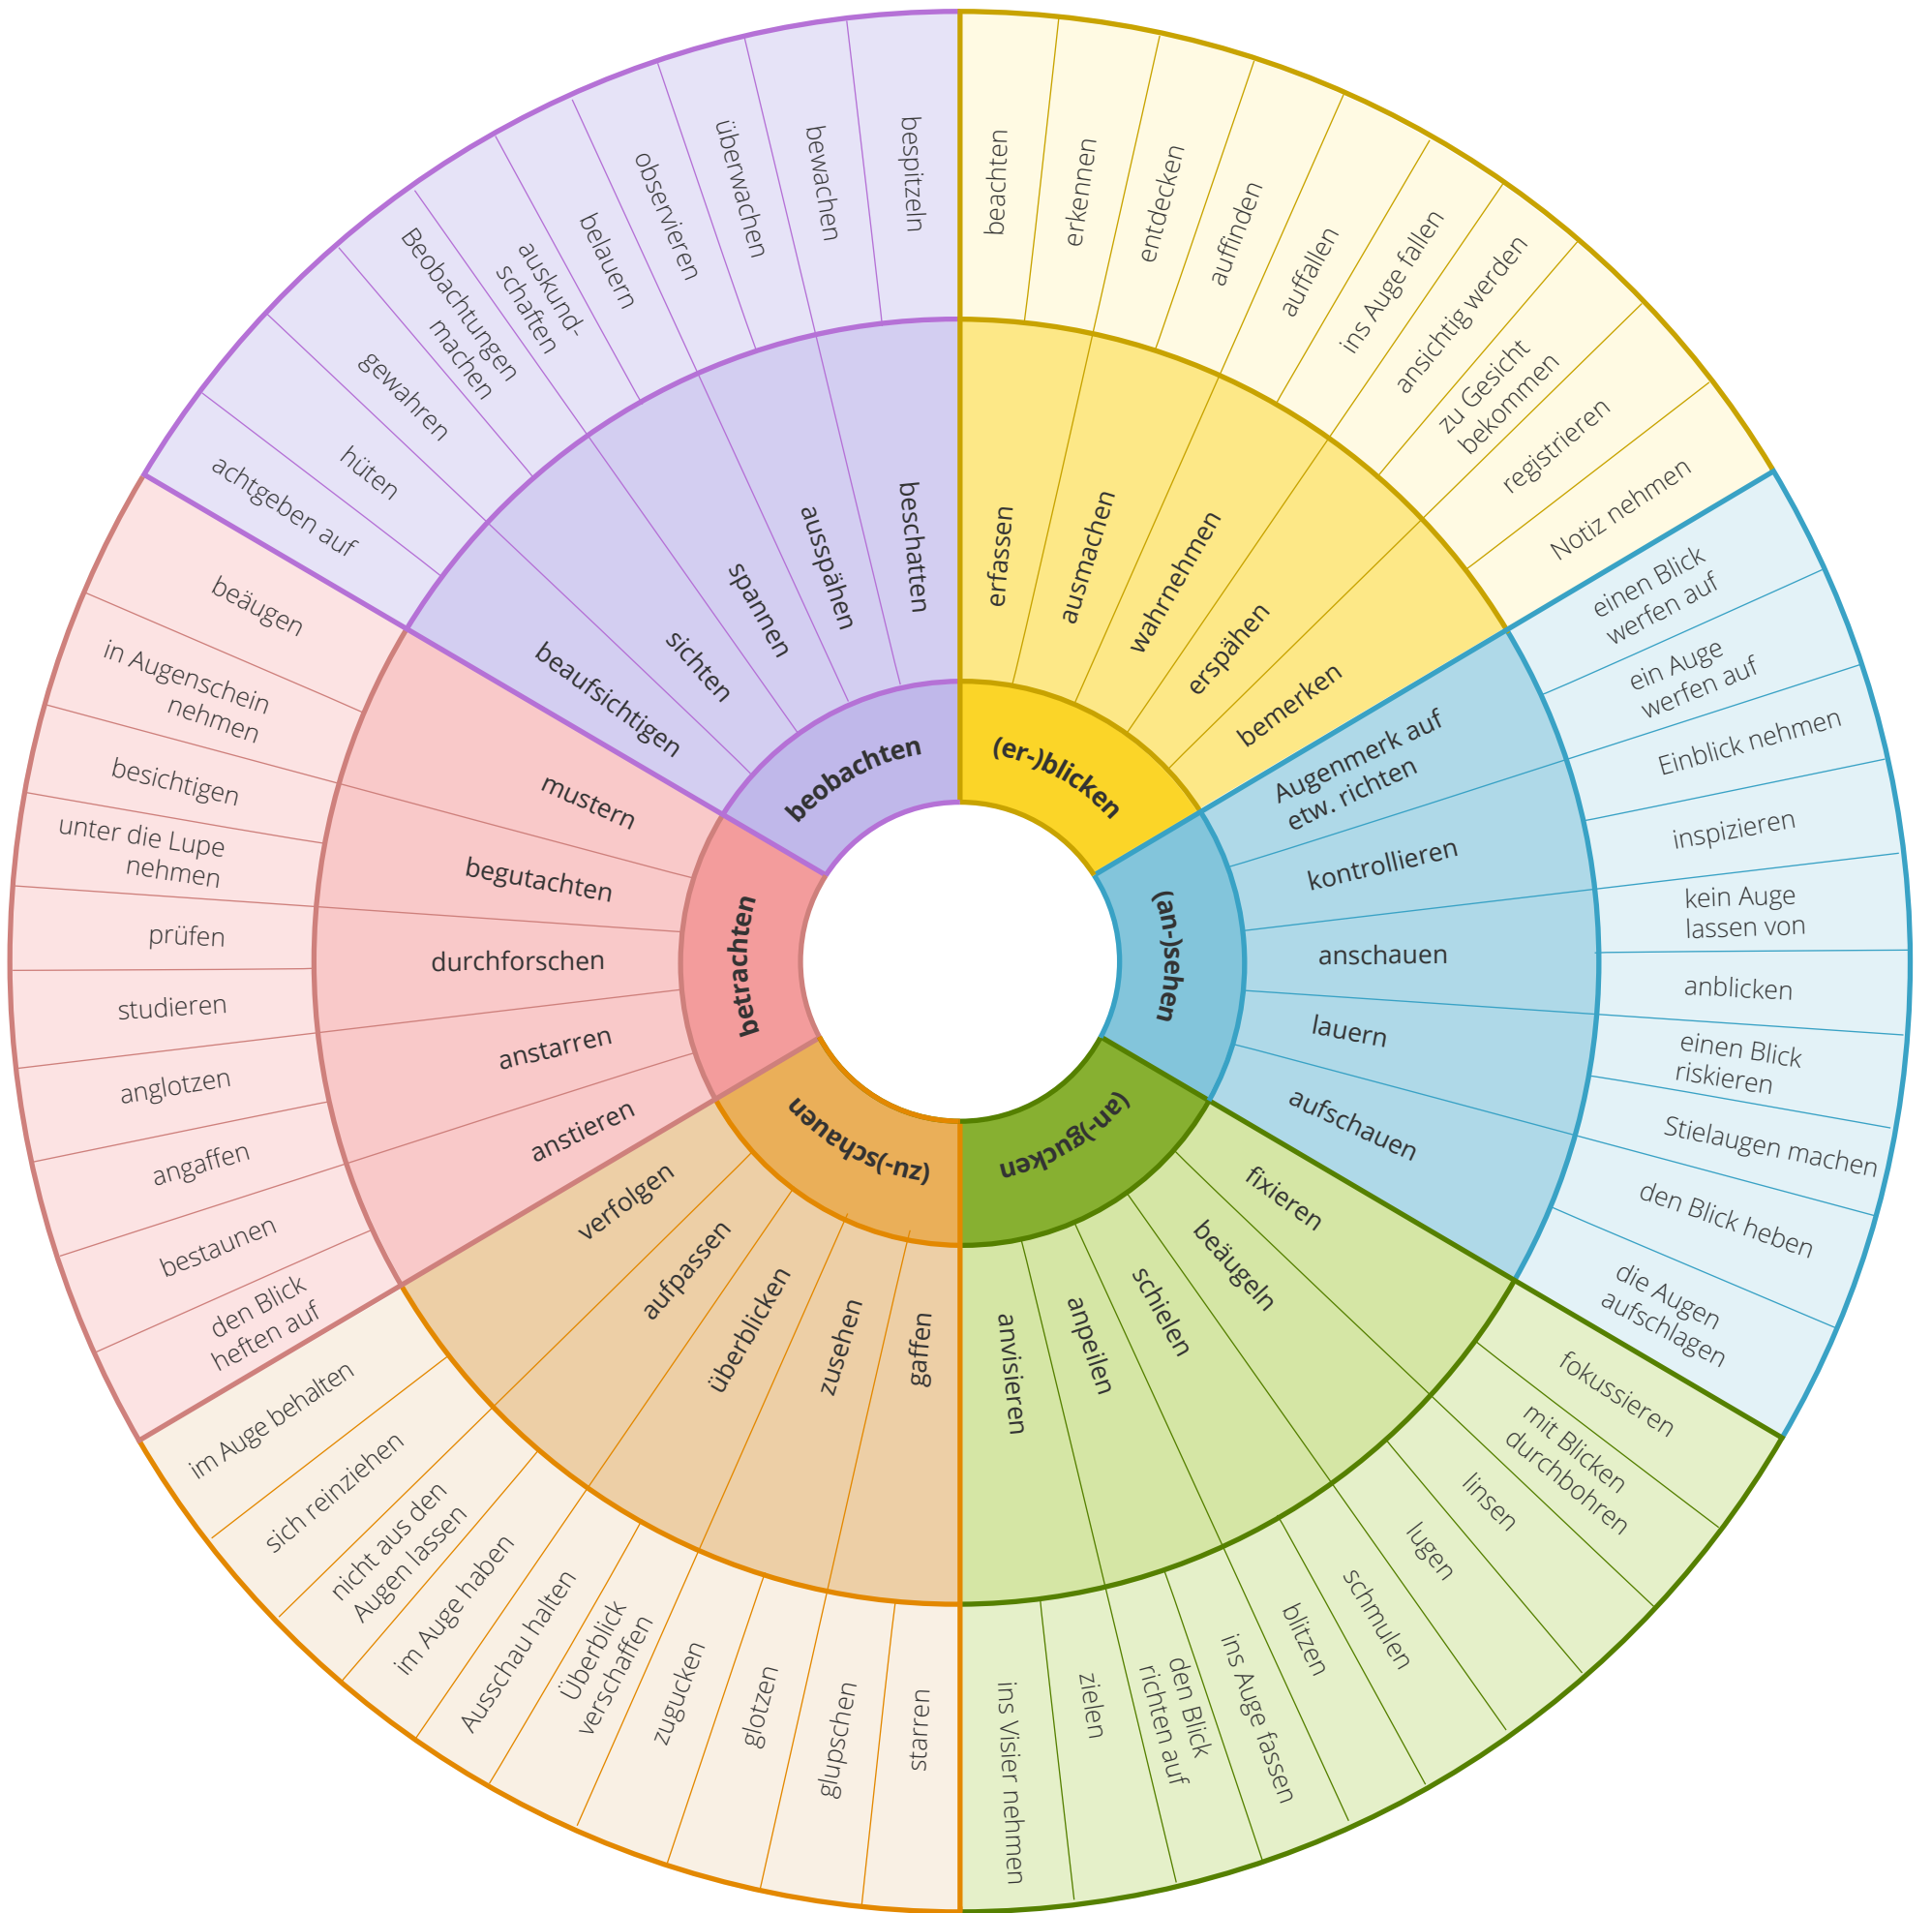 (er-)blicken
erfassen
ausmachen
wahrnehmen
erspähen
bemerken
beachten
erkennen
entdecken
auffinden
auffallen
ins Auge fallen
ansichtig werden
zu Gesicht
bekommen
registrieren
Notiz nehmen
(an-)sehen
Augenmerk auf
etw. richten
kontrollieren
anschauen
lauern
aufschauen
einen Blick
werfen auf
ein Auge
werfen auf
Einblick nehmen
inspizieren
kein Auge
lassen von
anblicken
einen Blick
riskieren
Stielaugen machen
den Blick heben
die Augen
aufschlagen
(an-)gucken
fixieren
beäugeln
schielen
anpeilen
anvisieren
fokussieren
mit Blicken
durchbohren
linsen
lugen
schmulen
blitzen
ins Auge fassen
den Blick
richten auf
zielen
ins Visier nehmen
(zu-)schauen
gaffen
zusehen
überblicken
aufpassen
verfolgen
starren
glupschen
glotzen
zugucken
Überblick
verschaffen
Ausschau halten
im Auge haben
nicht aus den
Augen lassen
sich reinziehen
im Auge behalten
betrachten
anstieren
anstarren
durchforschen
begutachten
mustern
den Blick
heften auf
bestaunen
angaffen
anglotzen
studieren
prüfen
unter die Lupe
nehmen
besichtigen
in Augenschein
nehmen
beäugen
beobachten
beaufsichtigen
sichten
spannen
ausspähen
beschatten
achtgeben auf
hüten
gewahren
Beobachtungen
machen
auskund-
schaften
belauern
observieren
überwachen
bewachen
bespitzeln